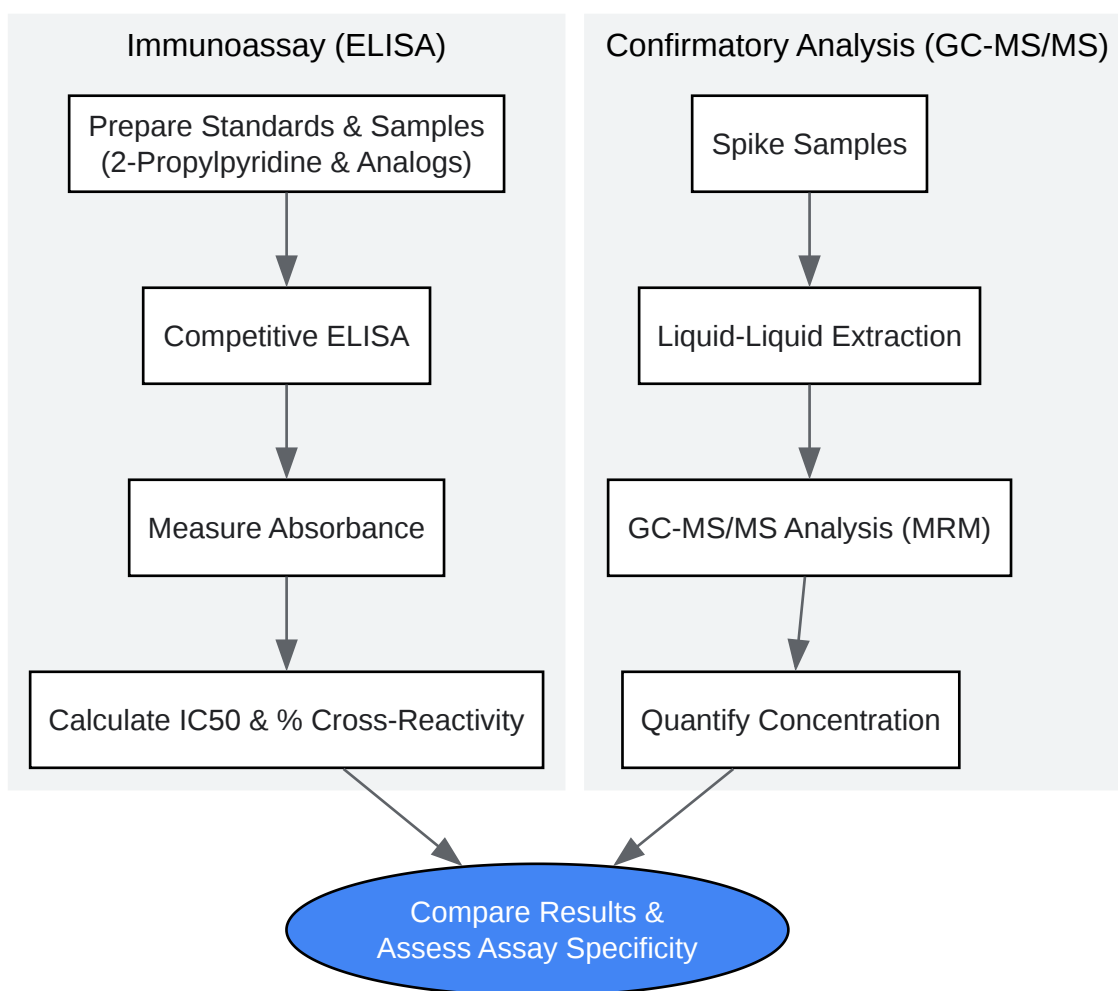 Immunoassay (ELISA)
Prepare Standards & Samples
(2-Propylpyridine & Analogs)
Competitive ELISA
Measure Absorbance
Calculate IC50 & % Cross-Reactivity
Confirmatory Analysis (GC-MS/MS)
Spike Samples
Liquid-Liquid Extraction
GC-MS/MS Analysis (MRM)
Quantify Concentration
Compare Results &
Assess Assay Specificity